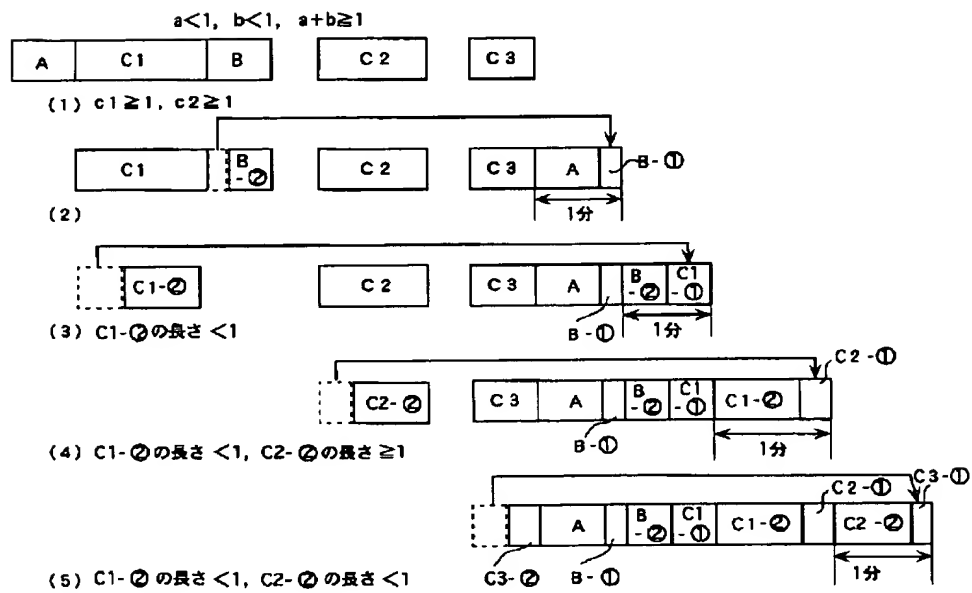 a<1, b<1, a+b≧1
A C1 B C2 C3
(1) c1≧1, c2≧1
C1 B-② C2 C3 A B-①
(2) 1分
C1-② C2 C3 A B-② C1-①
B-① 1分
(3) C1-②の長さ<1
C2-①
C2-② C3 A B-② C1-① C1-②
B-① 1分
(4) C1-②の長さ<1, C2-②の長さ≧1
C2-① C3-①
A B-② C1-① C1-② C2-②
C3-② B-① 1分
(5) C1-②の長さ<1, C2-②の長さ<1